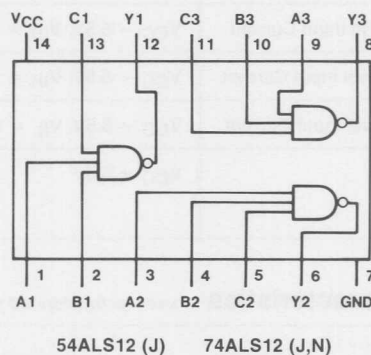 VCC C1 Y1 C3 B3 A3 Y3
14 13 12 11 10 9 8
1 2 3 4 5 6 7
A1 B1 A2 B2 C2 Y2 GND
54ALS12 (J) 74ALS12 (J,N)